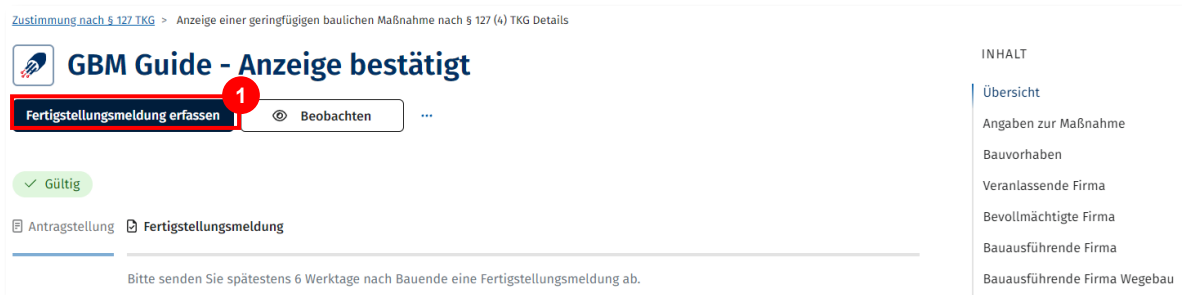 Zustimmung nach § 127 TKG > Anzeige einer geringfügigen baulichen Maßnahme nach § 127 (4) TKG Details
GBM Guide - Anzeige bestätigt
1
Fertigstellungsmeldung erfassen
Beobachten
...
Gültig
Antragstellung
Fertigstellungsmeldung
Bitte senden Sie spätestens 6 Werktage nach Bauende eine Fertigstellungsmeldung ab.
INHALT
Übersicht
Angaben zur Maßnahme
Bauvorhaben
Veranlassende Firma
Bevollmächtigte Firma
Bauausführende Firma
Bauausführende Firma Wegebau